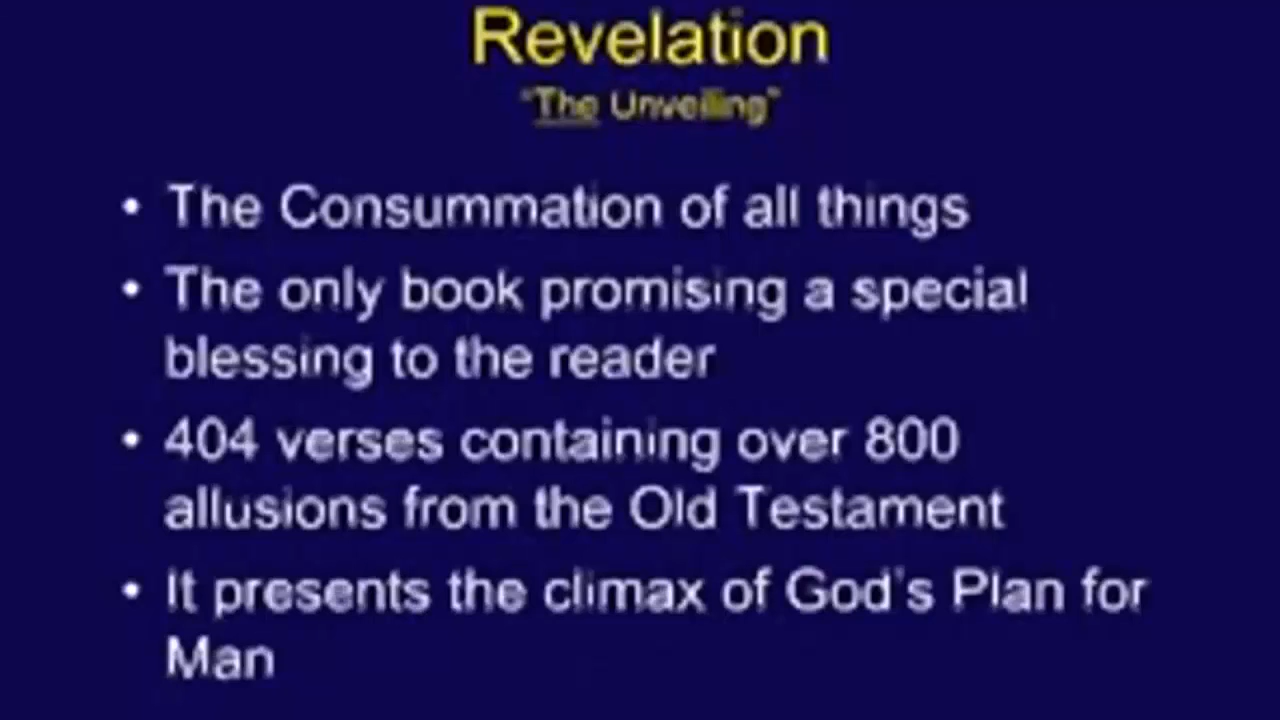 Revelation
"The Unveiling"
• The Consummation of all things
• The only book promising a special
blessing to the reader
• 404 verses containing over 800
allusions from the Old Testament
• It presents the climax of God's Plan for
Man